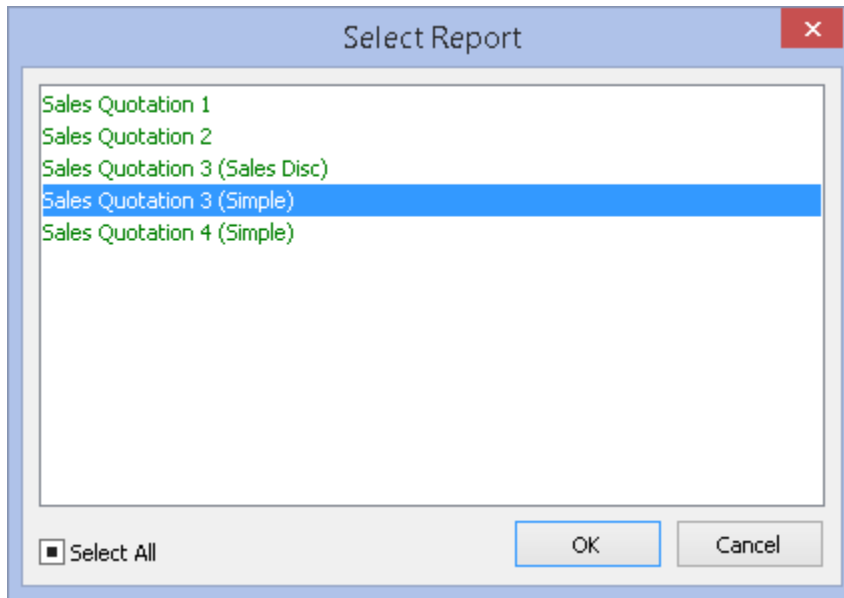 Select Report
Sales Quotation 1
Sales Quotation 2
Sales Quotation 3 (Sales Disc)
Sales Quotation 3 (Simple)
Sales Quotation 4 (Simple)
Select All
OK
Cancel